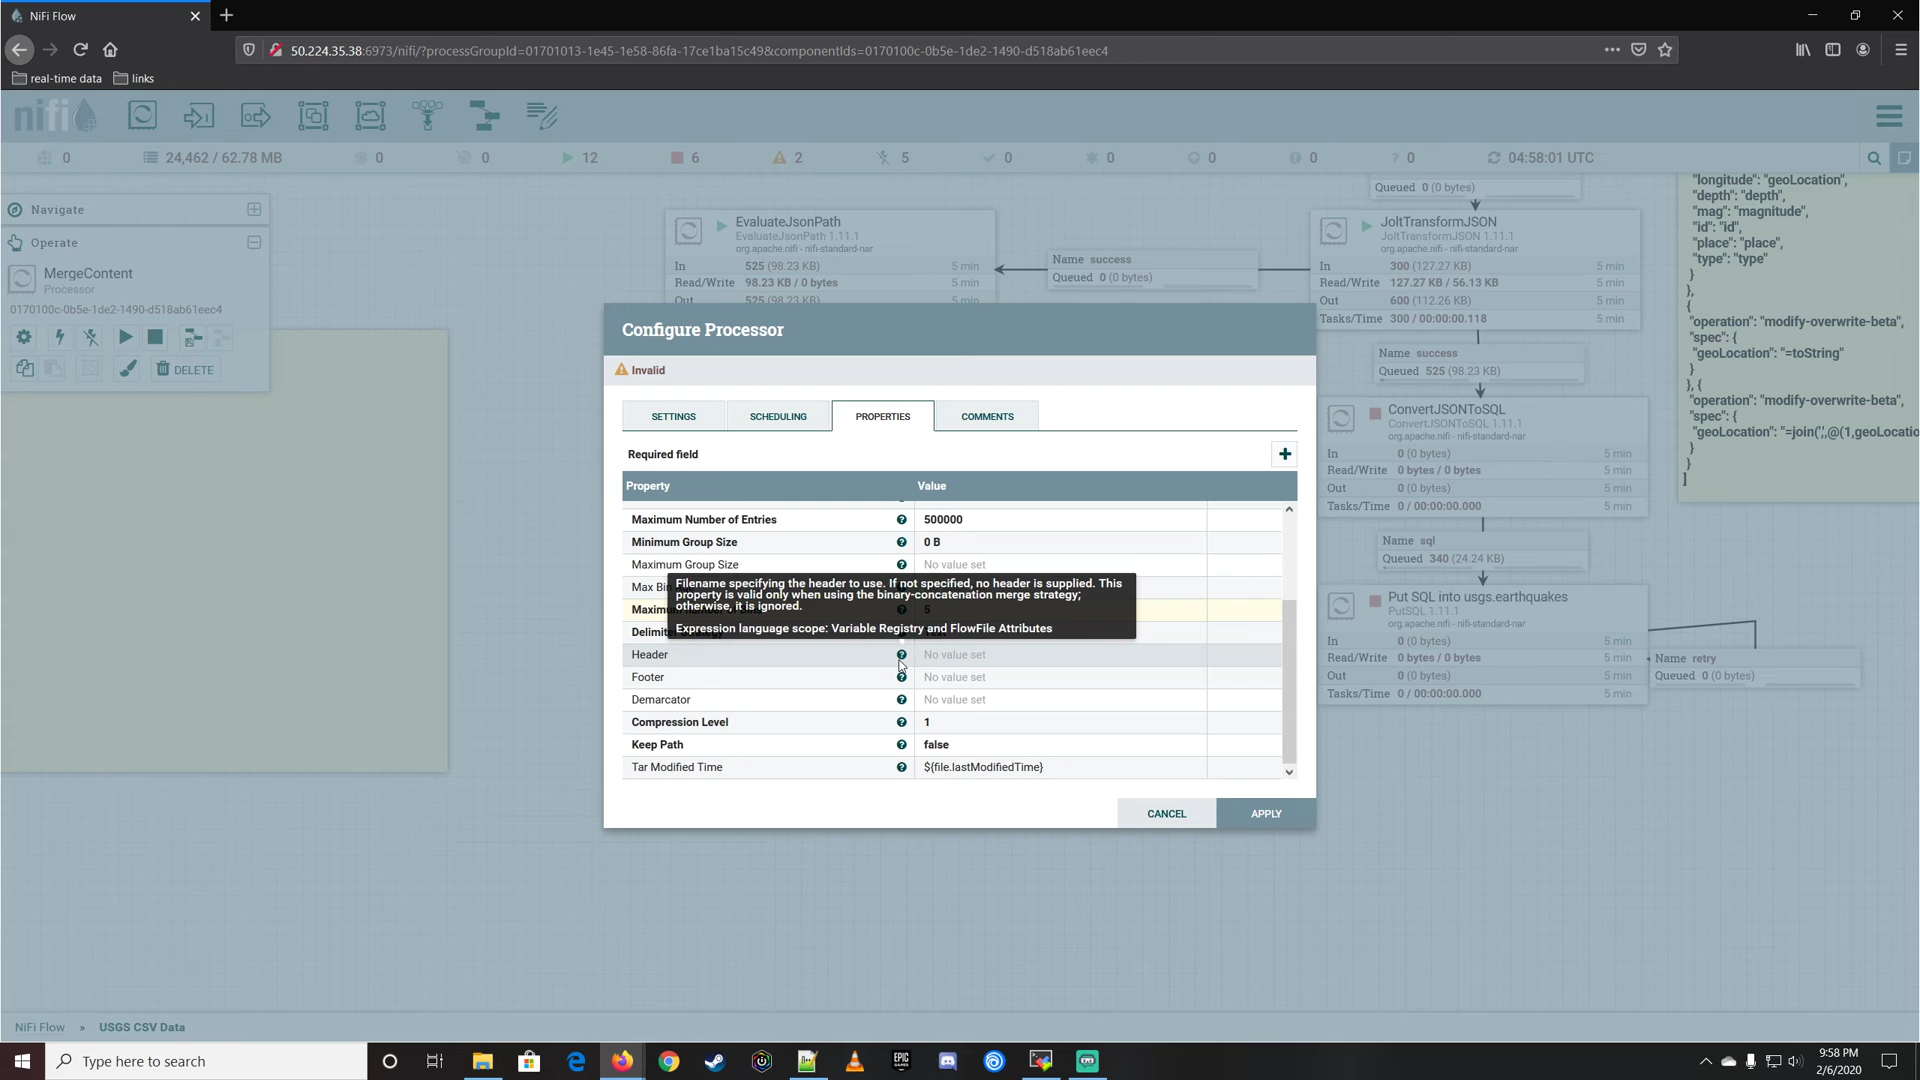 NiFi Flow
50.224.35.38:6973/nifi/?processGroupId=01701013-1e45-1e58-86fa-17ce1ba15c49&componentIds=0170100c-0b5e-1de2-1490-d518ab61eec4
real-time data
links
nifi
0
24,462 / 62.78 MB
0
0
12
6
2
5
0
0
0
0
0
04:58:01 UTC
Navigate
Operate
MergeContent
Processor
0170100c-0b5e-1de2-1490-d518ab61eec4
DELETE
EvaluateJsonPath
EvaluateJsonPath 1.11.1
org.apache.nifi - nifi-standard-nar
In 525 (98.23 KB) 5 min
Read/Write 98.23 KB / 0 bytes 5 min
Out 525 (98.23 KB) 5 min
Name success
Queued 0 (0 bytes)
Queued 0 (0 bytes)
JoltTransformJSON
JoltTransformJSON 1.11.1
org.apache.nifi - nifi-standard-nar
In 300 (127.27 KB) 5 min
Read/Write 127.27 KB / 56.13 KB 5 min
Out 600 (112.26 KB) 5 min
Tasks/Time 300 / 00:00:00.118 5 min
Name success
Queued 525 (98.23 KB)
ConvertJSONToSQL
ConvertJSONToSQL 1.11.1
org.apache.nifi - nifi-standard-nar
In 0 (0 bytes) 5 min
Read/Write 0 bytes / 0 bytes 5 min
Out 0 (0 bytes) 5 min
Tasks/Time 0 / 00:00:00.000 5 min
Name sql
Queued 340 (24.24 KB)
Put SQL into usgs.earthquakes
PutSQL 1.11.1
org.apache.nifi - nifi-standard-nar
In 0 (0 bytes) 5 min
Read/Write 0 bytes / 0 bytes 5 min
Out 0 (0 bytes) 5 min
Tasks/Time 0 / 00:00:00.000 5 min
Name retry
Queued 0 (0 bytes)
"longitude": "geoLocation",
"depth": "depth",
"mag": "magnitude",
"id": "id",
"place": "place",
"type": "type"
}
},
{
"operation": "modify-overwrite-beta",
"spec": {
"geoLocation": "=toString"
}
}, {
"operation": "modify-overwrite-beta",
"spec": {
"geoLocation": "=join(',',@(1,geoLocatio
}
}
]
Configure Processor
Invalid
SETTINGS
SCHEDULING
PROPERTIES
COMMENTS
Required field
Property Value
Maximum Number of Entries 500000
Minimum Group Size 0 B
Maximum Group Size No value set
Max Bin
Filename specifying the header to use. If not specified, no header is supplied. This
property is valid only when using the binary-concatenation merge strategy;
otherwise, it is ignored.
Expression language scope: Variable Registry and FlowFile Attributes
Maximum 5
Delimiter
Header No value set
Footer No value set
Demarcator No value set
Compression Level 1
Keep Path false
Tar Modified Time ${file.lastModifiedTime}
CANCEL
APPLY
NiFi Flow » USGS CSV Data
Type here to search
EPIC GAMES
9:58 PM
2/6/2020